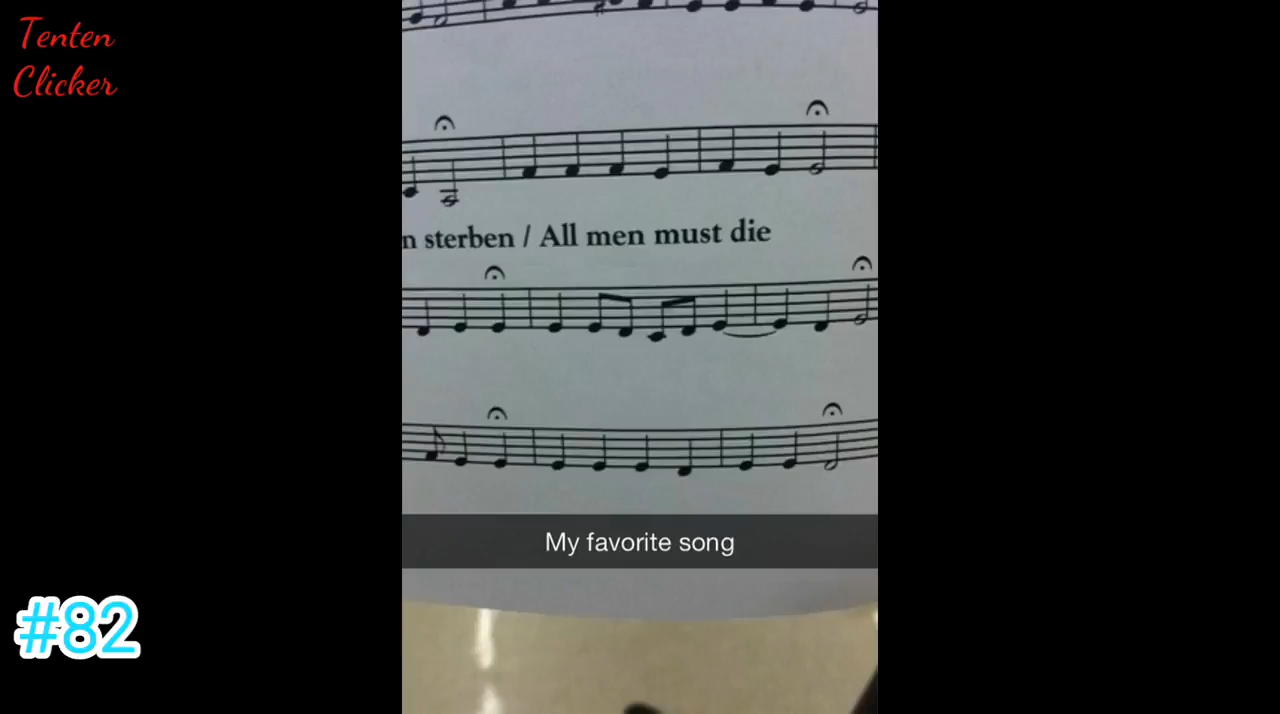 Tenten
Clicker
n sterben / All men must die
My favorite song
#82